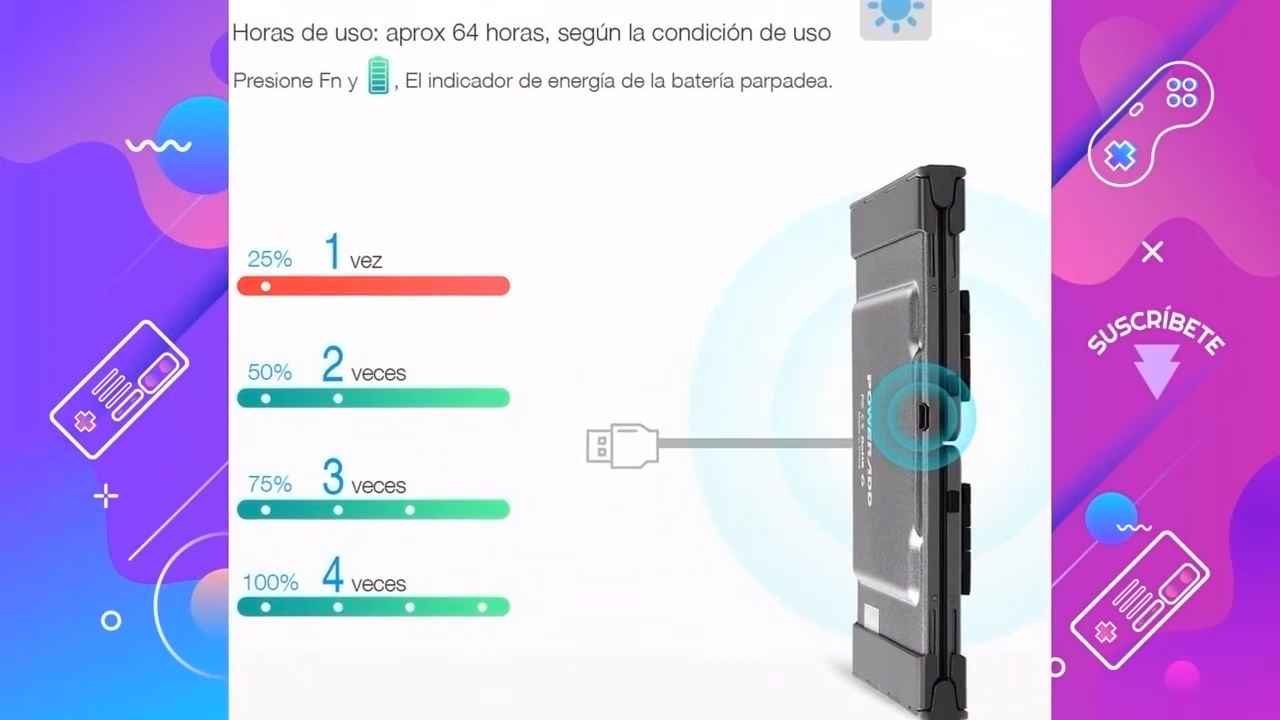 Horas de uso: aprox 64 horas, según la condición de uso
Presione Fn y , El indicador de energía de la batería parpadea.
25% 1 vez
50% 2 veces
75% 3 veces
100% 4 veces
POWERADD
SUSCRÍBETE